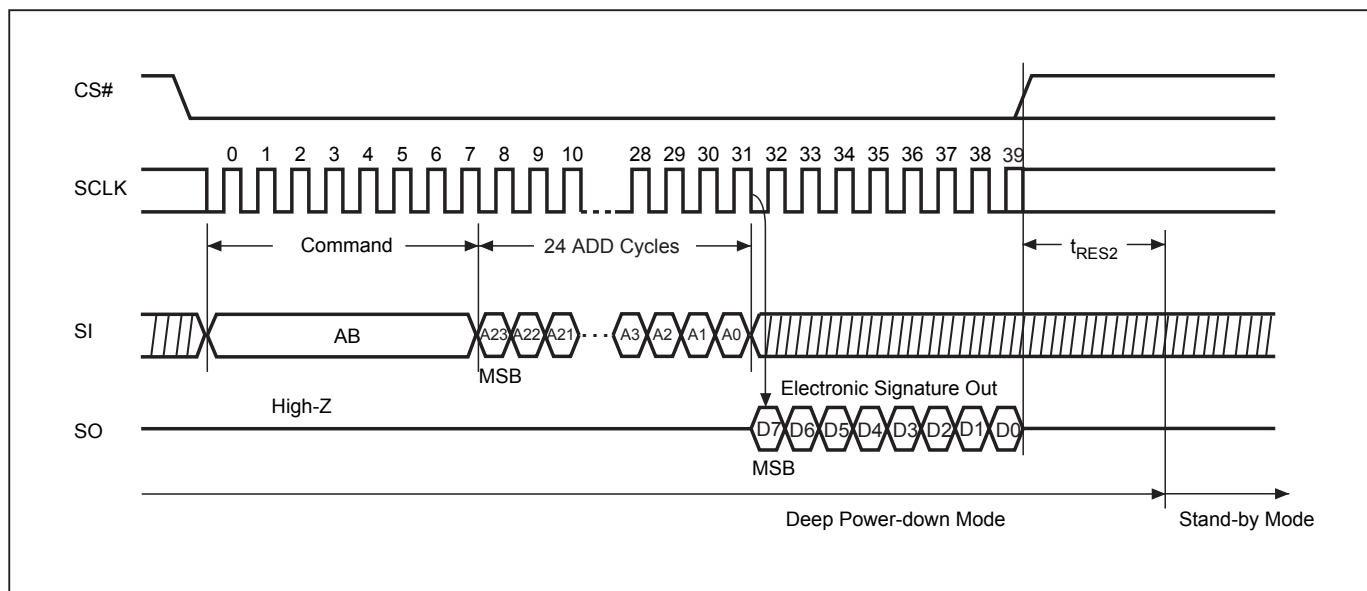 CS#
0 1 2 3 4 5 6 7 8 9 10 28 29 30 31 32 33 34 35 36 37 38 39
SCLK
Command 24 ADD Cycles tRES2
SI AB A23 A22 A21 A3 A2 A1 A0
MSB
High-Z Electronic Signature Out
SO D7 D6 D5 D4 D3 D2 D1 D0
MSB
Deep Power-down Mode Stand-by Mode